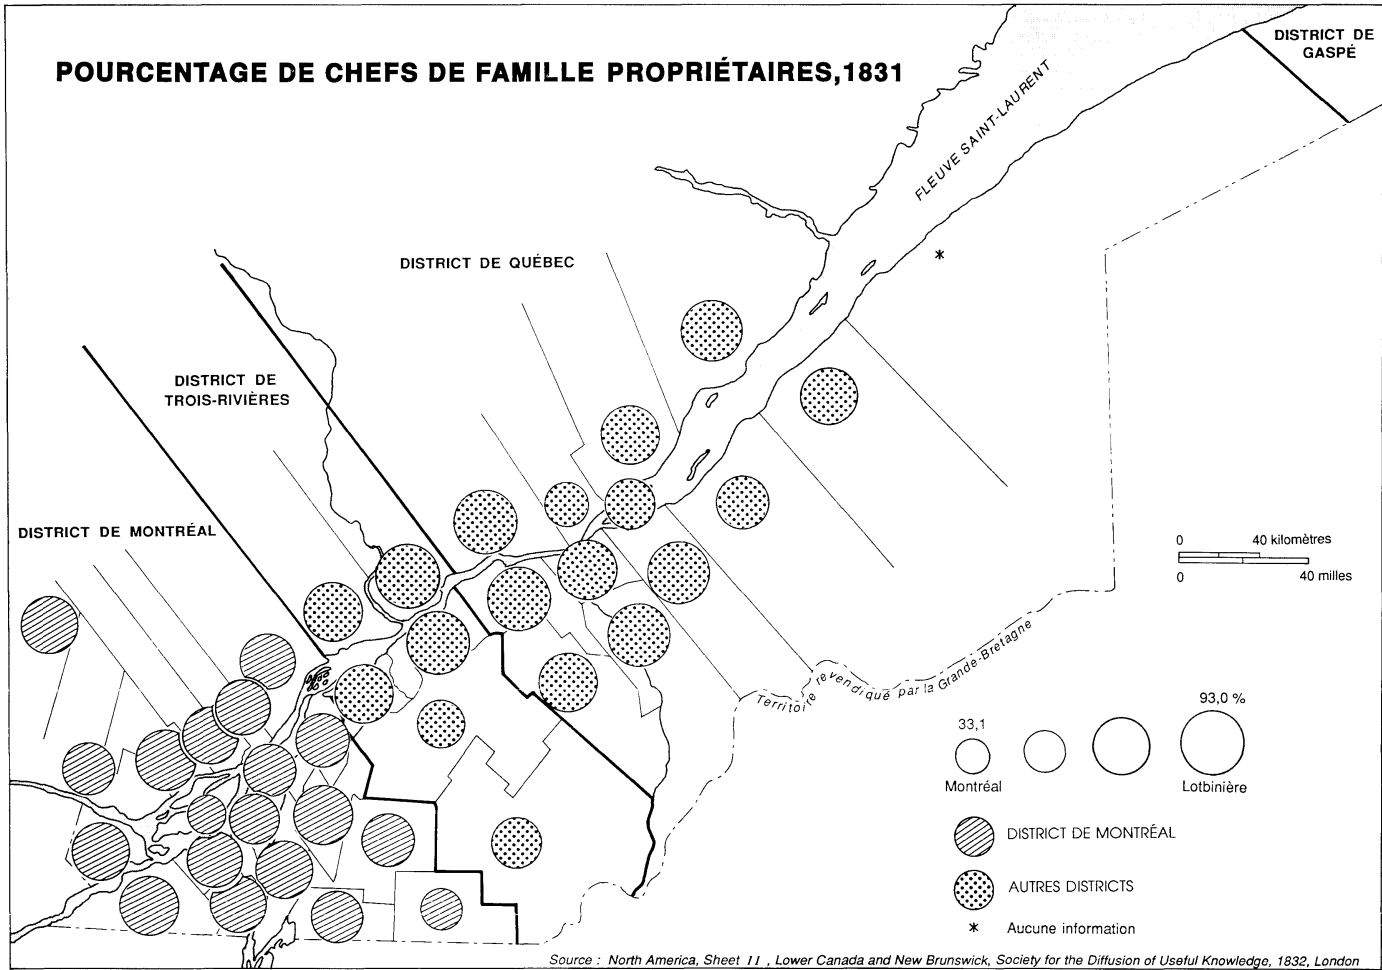 POURCENTAGE DE CHEFS DE FAMILLE PROPRIÉTAIRES,1831
DISTRICT DE
GASPÉ
FLEUVE SAINT-LAURENT
DISTRICT DE QUÉBEC
*
DISTRICT DE
TROIS-RIVIÈRES
DISTRICT DE MONTRÉAL
0 40 kilomètres
0 40 milles
Territoire revendiqué par la Grande-Bretagne
33,1 93,0 %
Montréal Lotbinière
DISTRICT DE MONTRÉAL
AUTRES DISTRICTS
* Aucune information
Source : North America, Sheet II , Lower Canada and New Brunswick, Society for the Diffusion of Useful Knowledge, 1832, London